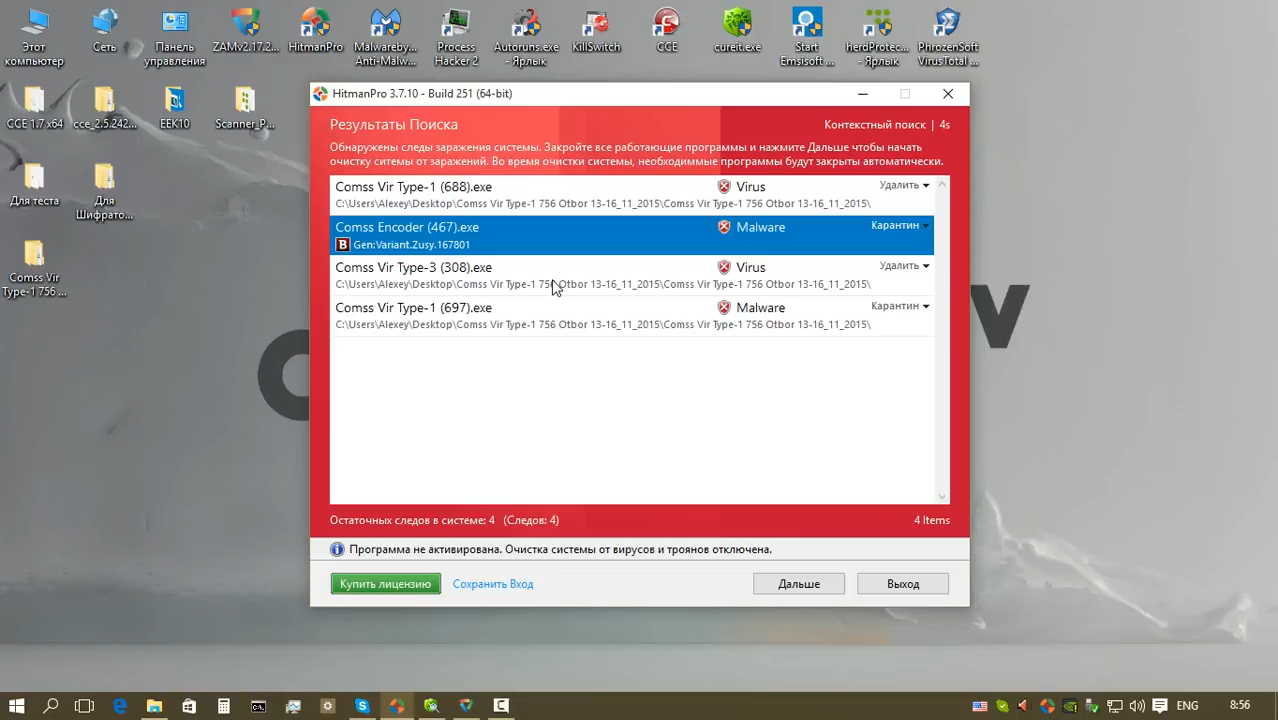 Этот компьютер
Сеть
Панель управления
ZAMv2.17.2...
HitmanPro
Malwareby... Anti-Malw...
Process Hacker 2
Autoruns.exe - Ярлык
KillSwitch
CCE
cureit.exe
Start Emsisoft ...
herdProtec... - Ярлык
PhrozenSoft VirusTotal ...
CCE 1.7 x64
cce_2.5.242...
EEK10
Scanner_P...
Для теста
Для Шифрато...
Comss Vir Type-1 756 ...
HitmanPro 3.7.10 - Build 251 (64-bit)
Результаты Поиска
Контекстный поиск | 4s
Обнаружены следы заражения системы. Закройте все работающие программы и нажмите Дальше чтобы начать
очистку ситемы от заражений. Во время очистки системы, необходиммые программы будут закрыты автоматически.
Comss Vir Type-1 (688).exe Virus Удалить
C:\Users\Alexey\Desktop\Comss Vir Type-1 756 Otbor 13-16_11_2015\Comss Vir Type-1 756 Otbor 13-16_11_2015\
Comss Encoder (467).exe Malware Карантин
B Gen:Variant.Zusy.167801
Comss Vir Type-3 (308).exe Virus Удалить
C:\Users\Alexey\Desktop\Comss Vir Type-1 756 Otbor 13-16_11_2015\Comss Vir Type-1 756 Otbor 13-16_11_2015\
Comss Vir Type-1 (697).exe Malware Карантин
C:\Users\Alexey\Desktop\Comss Vir Type-1 756 Otbor 13-16_11_2015\Comss Vir Type-1 756 Otbor 13-16_11_2015\
Остаточных следов в системе: 4 (Следов: 4) 4 Items
Программа не активирована. Очистка системы от вирусов и троянов отключена.
Купить лицензию Сохранить Вход Дальше Выход
ENG 8:56